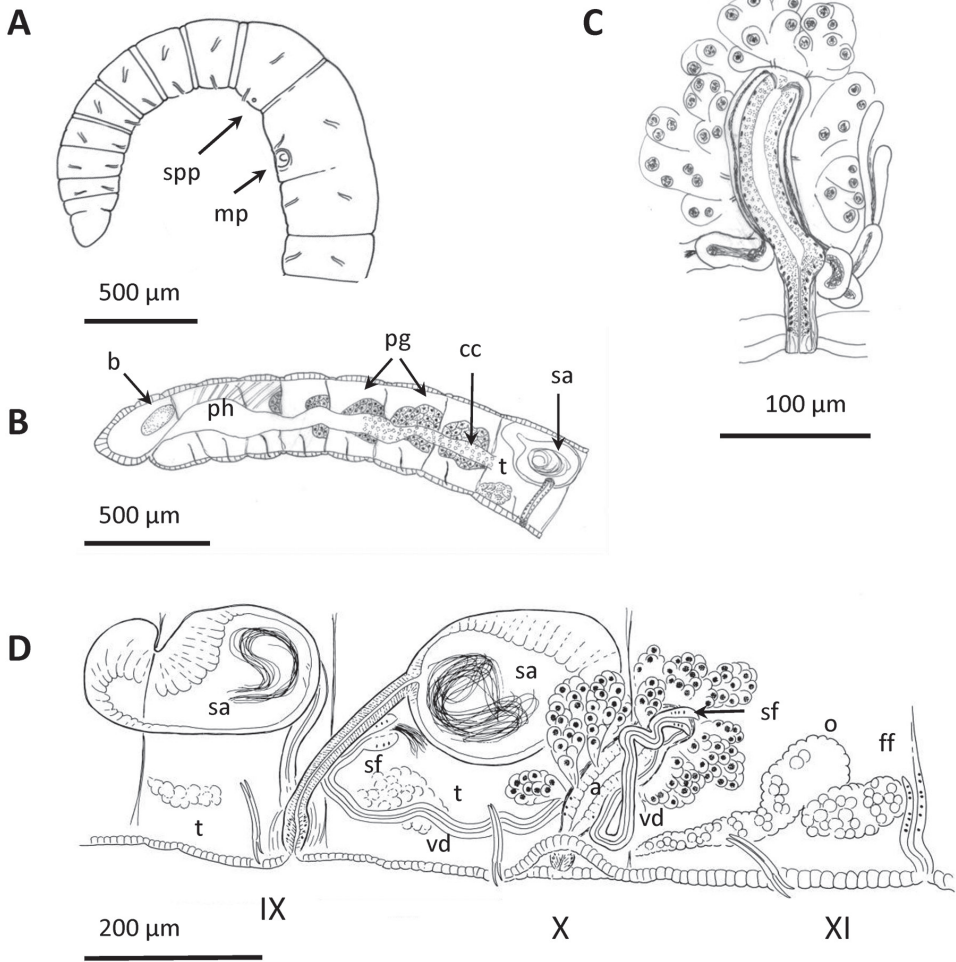 A
spp
mp
500 µm
C
100 µm
B
b
ph
pg
cc
sa
t
500 µm
D
sa
t
sf
t
vd
sa
a
vd
sf
o
ff
IX
X
XI
200 µm